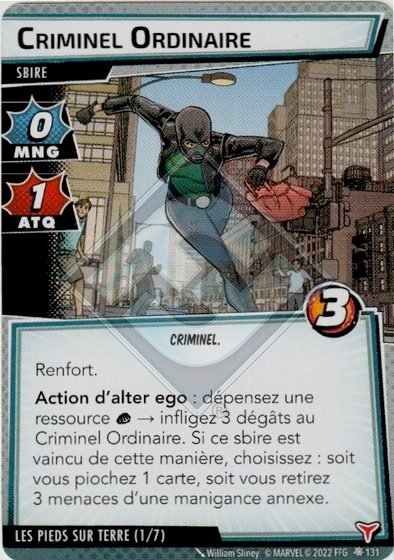 CRIMINEL ORDINAIRE
SBIRE
0
MNG
1
ATQ
3
CRIMINEL.
Renfort.
Action d'alter ego : dépensez une
ressource → infligez 3 dégâts au
Criminel Ordinaire. Si ce sbire est
vaincu de cette manière, choisissez : soit
vous piochez 1 carte, soit vous retirez
3 menaces d'une manigance annexe.
LES PIEDS SUR TERRE (1/7)
William Sliney © MARVEL © 2022 FFG 131